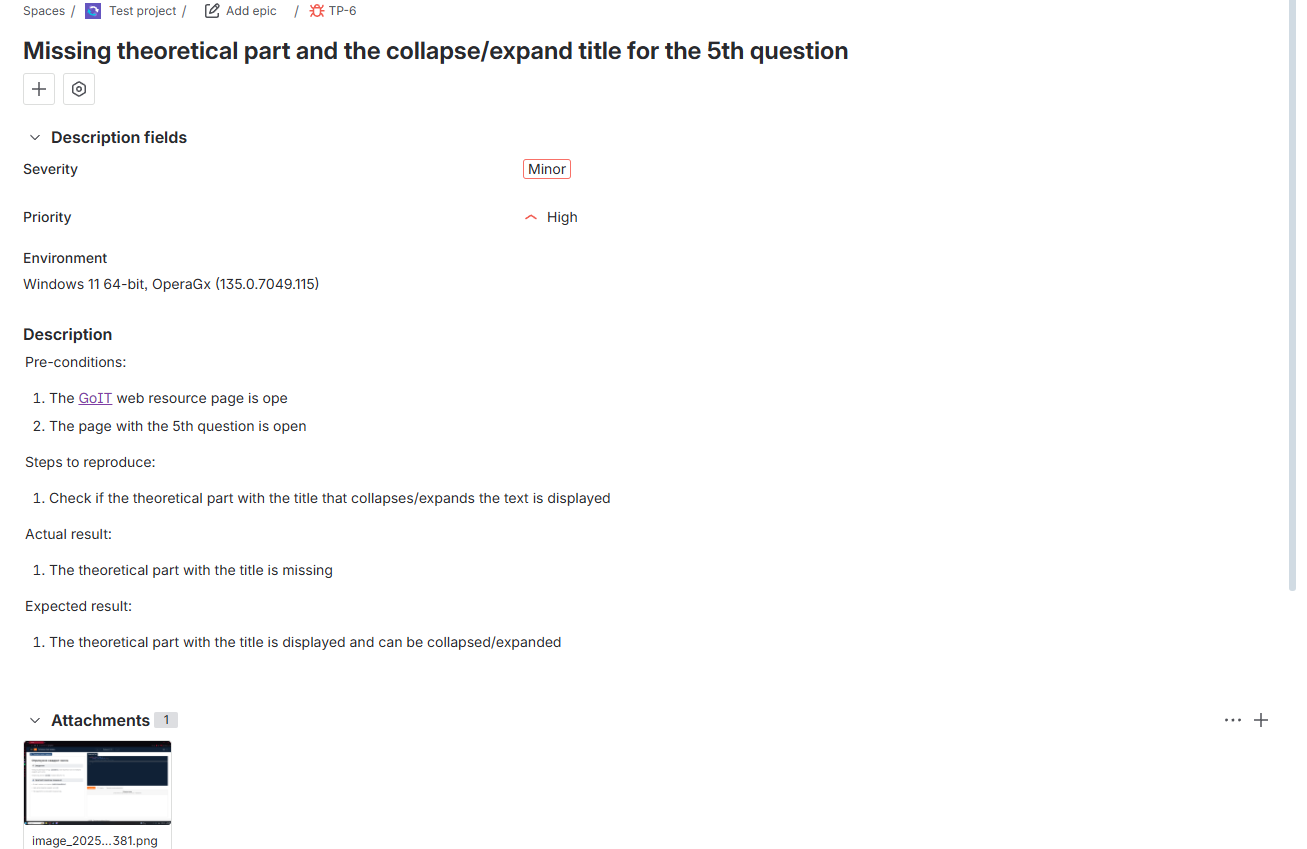 Spaces / Test project / Add epic / TP-6
Missing theoretical part and the collapse/expand title for the 5th question
Description fields
Severity Minor
Priority High
Environment
Windows 11 64-bit, OperaGx (135.0.7049.115)
Description
Pre-conditions:
1. The GoIT web resource page is ope
2. The page with the 5th question is open
Steps to reproduce:
1. Check if the theoretical part with the title that collapses/expands the text is displayed
Actual result:
1. The theoretical part with the title is missing
Expected result:
1. The theoretical part with the title is displayed and can be collapsed/expanded
Attachments 1
image_2025...381.png